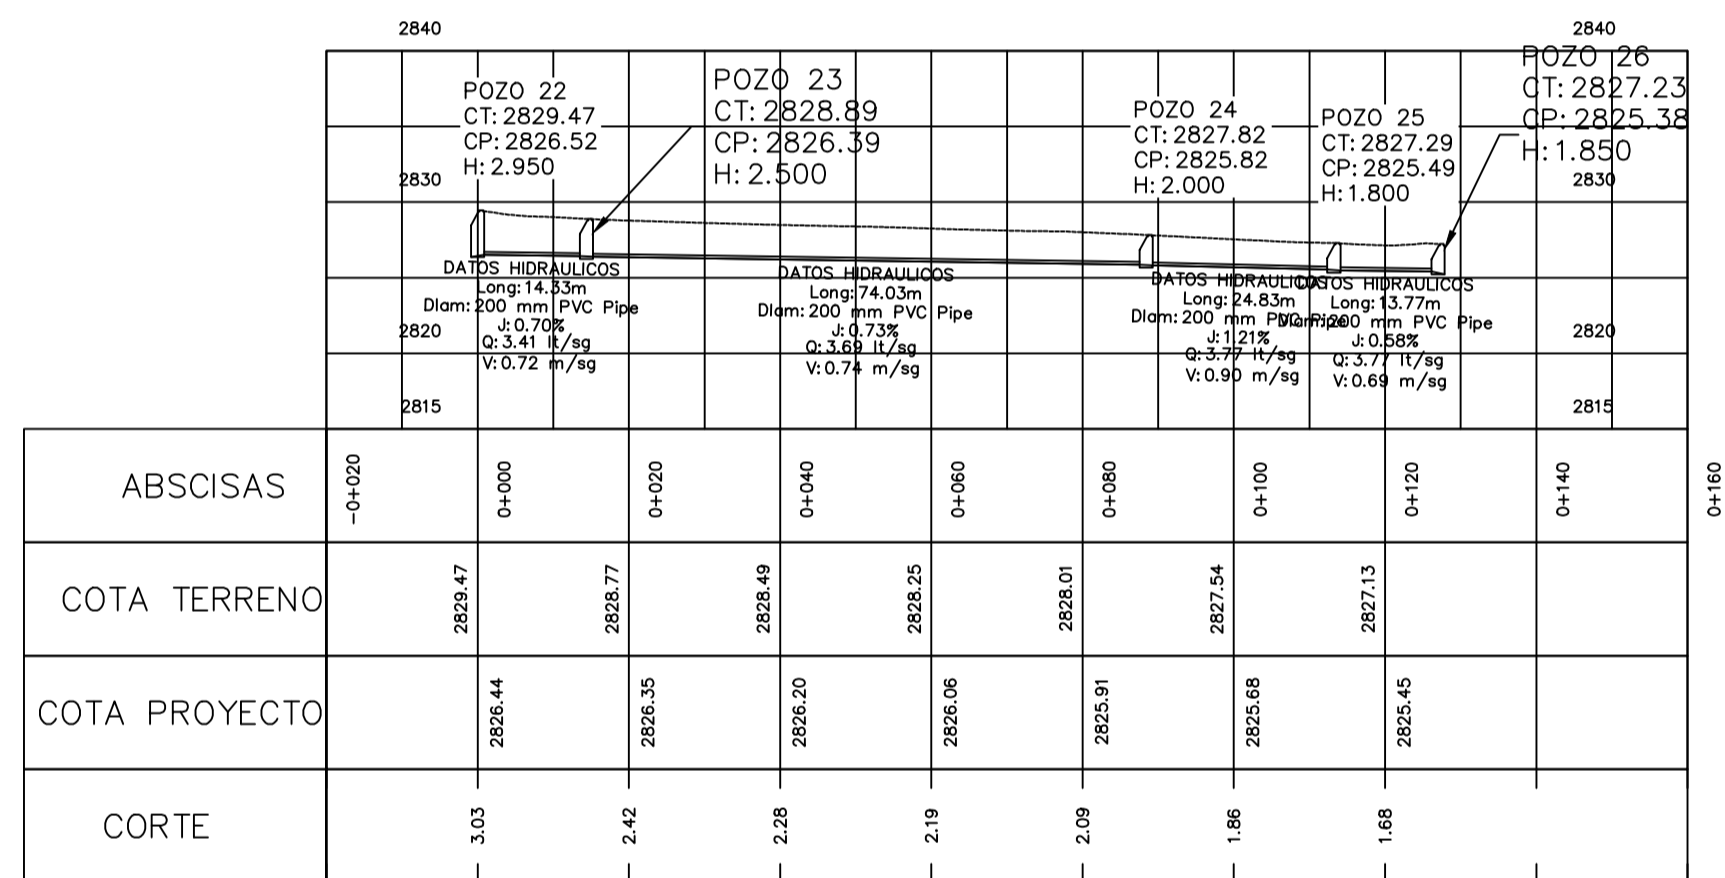 2840
2840
POZO 22
CT: 2829.47
CP: 2826.52
H: 2.950
POZO 23
CT: 2828.89
CP: 2826.39
H: 2.500
POZO 24
CT: 2827.82
CP: 2825.82
H: 2.000
POZO 25
CT: 2827.29
CP: 2825.49
H: 1.800
POZO 26
CT: 2827.23
CP: 2825.38
H: 1.850
2830
2830
DATOS HIDRAULICOS
Long: 14.33m
Diam: 200 mm PVC Pipe
J: 0.70%
Q: 3.41 lt/sg
V: 0.72 m/sg
DATOS HIDRAULICOS
Long: 74.03m
Diam: 200 mm PVC Pipe
J: 0.73%
Q: 3.69 lt/sg
V: 0.74 m/sg
DATOS HIDRAULICOS
Long: 24.83m
Diam: 200 mm PVC Pipe
J: 1.21%
Q: 3.77 lt/sg
V: 0.90 m/sg
DATOS HIDRAULICOS
Long: 13.77m
Diam: 200 mm PVC Pipe
J: 0.58%
Q: 3.77 lt/sg
V: 0.69 m/sg
2820
2820
2815
2815
ABSCISAS
-0+020
0+000
0+020
0+040
0+060
0+080
0+100
0+120
0+140
0+160
COTA TERRENO
2829.47
2828.77
2828.49
2828.25
2828.01
2827.54
2827.13
COTA PROYECTO
2826.44
2826.35
2826.20
2826.06
2825.91
2825.68
2825.45
CORTE
3.03
2.42
2.28
2.19
2.09
1.86
1.68